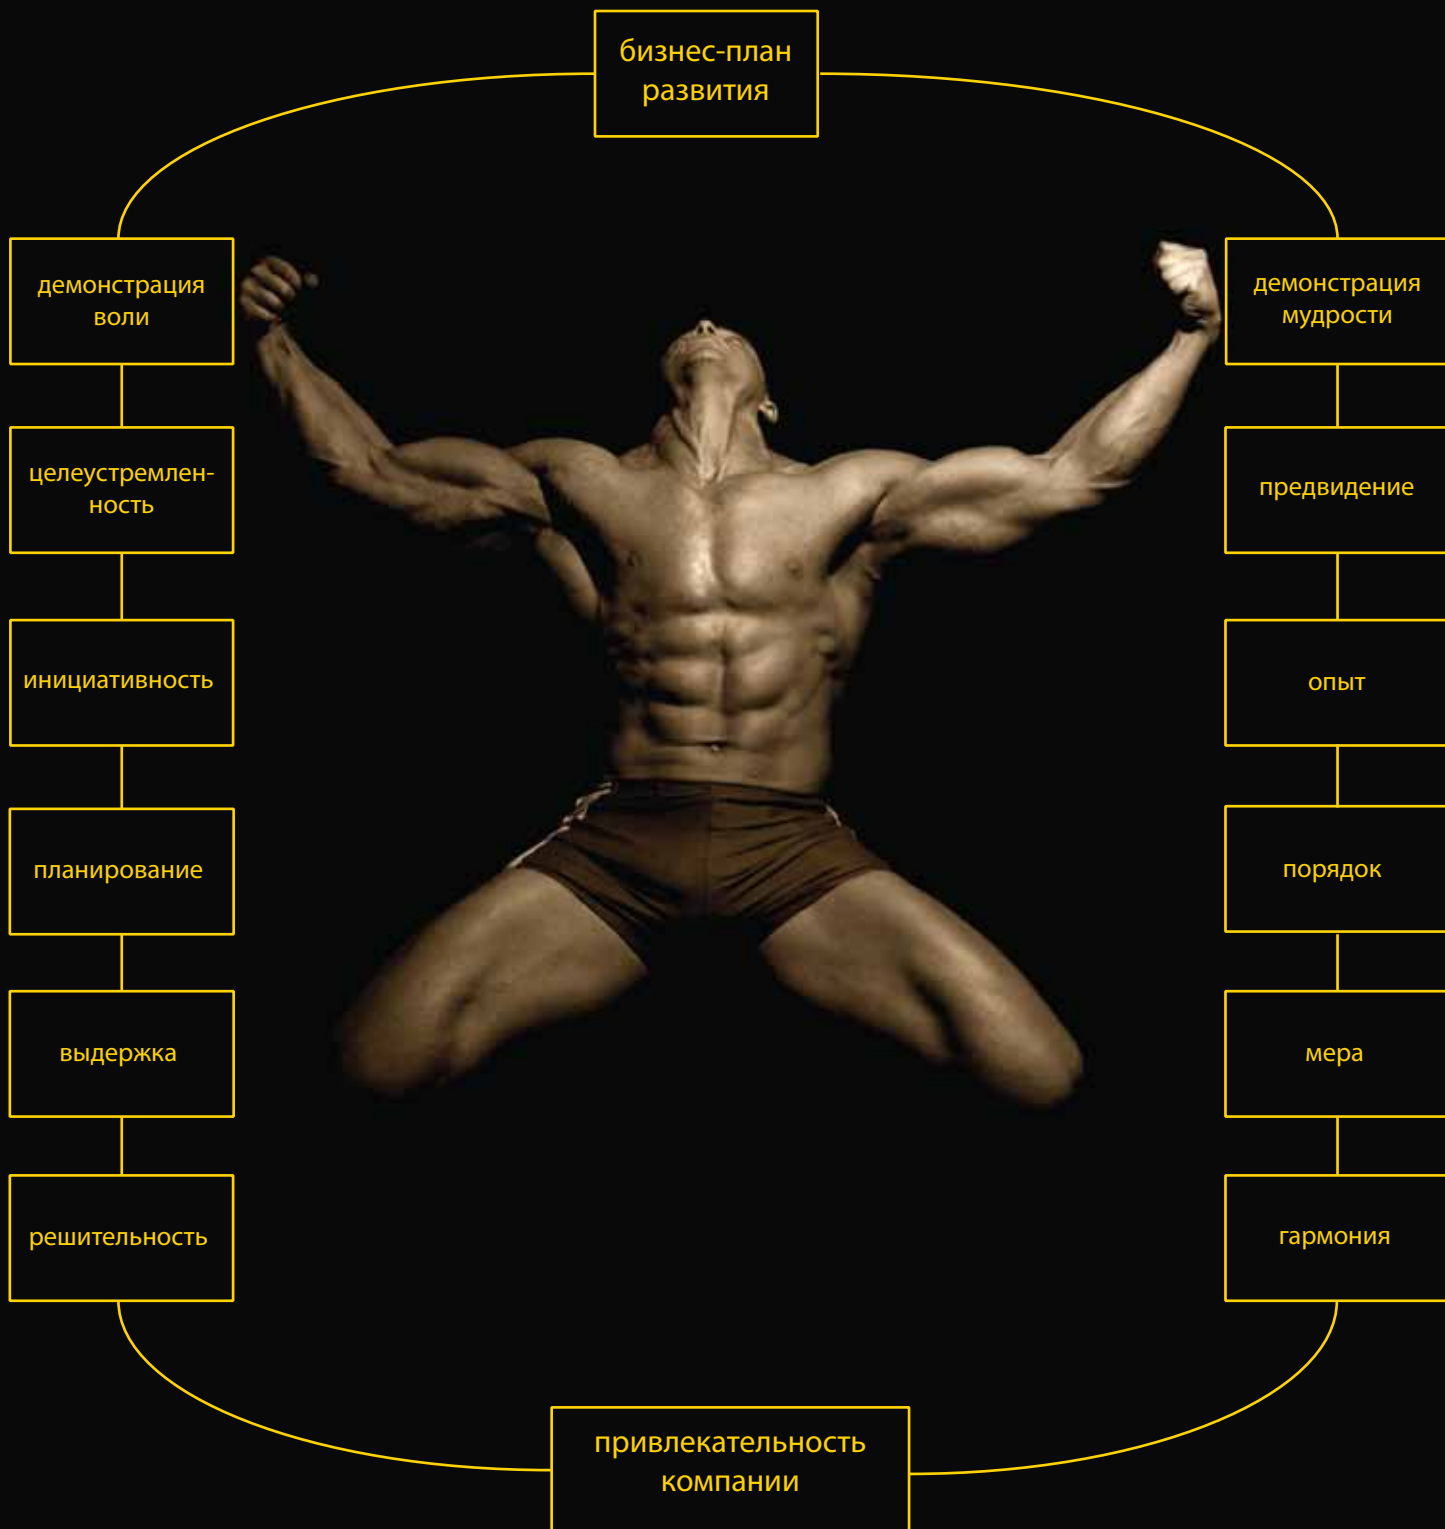 бизнес-план
развития
демонстрация
воли
целеустремлен-
ность
инициативность
планирование
выдержка
решительность
демонстрация
мудрости
предвидение
опыт
порядок
мера
гармония
привлекательность
компании